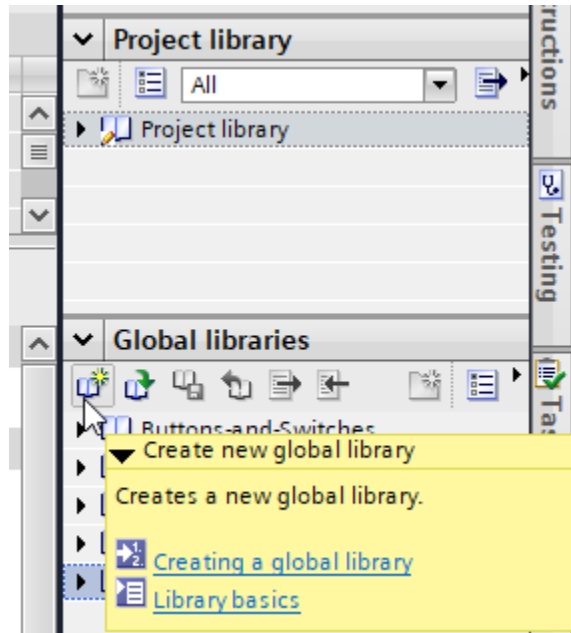 Project library
All
Project library
Global libraries
Buttons-and-Switches
Create new global library
Creates a new global library.
Creating a global library
Library basics
ructions
Testing
Tas